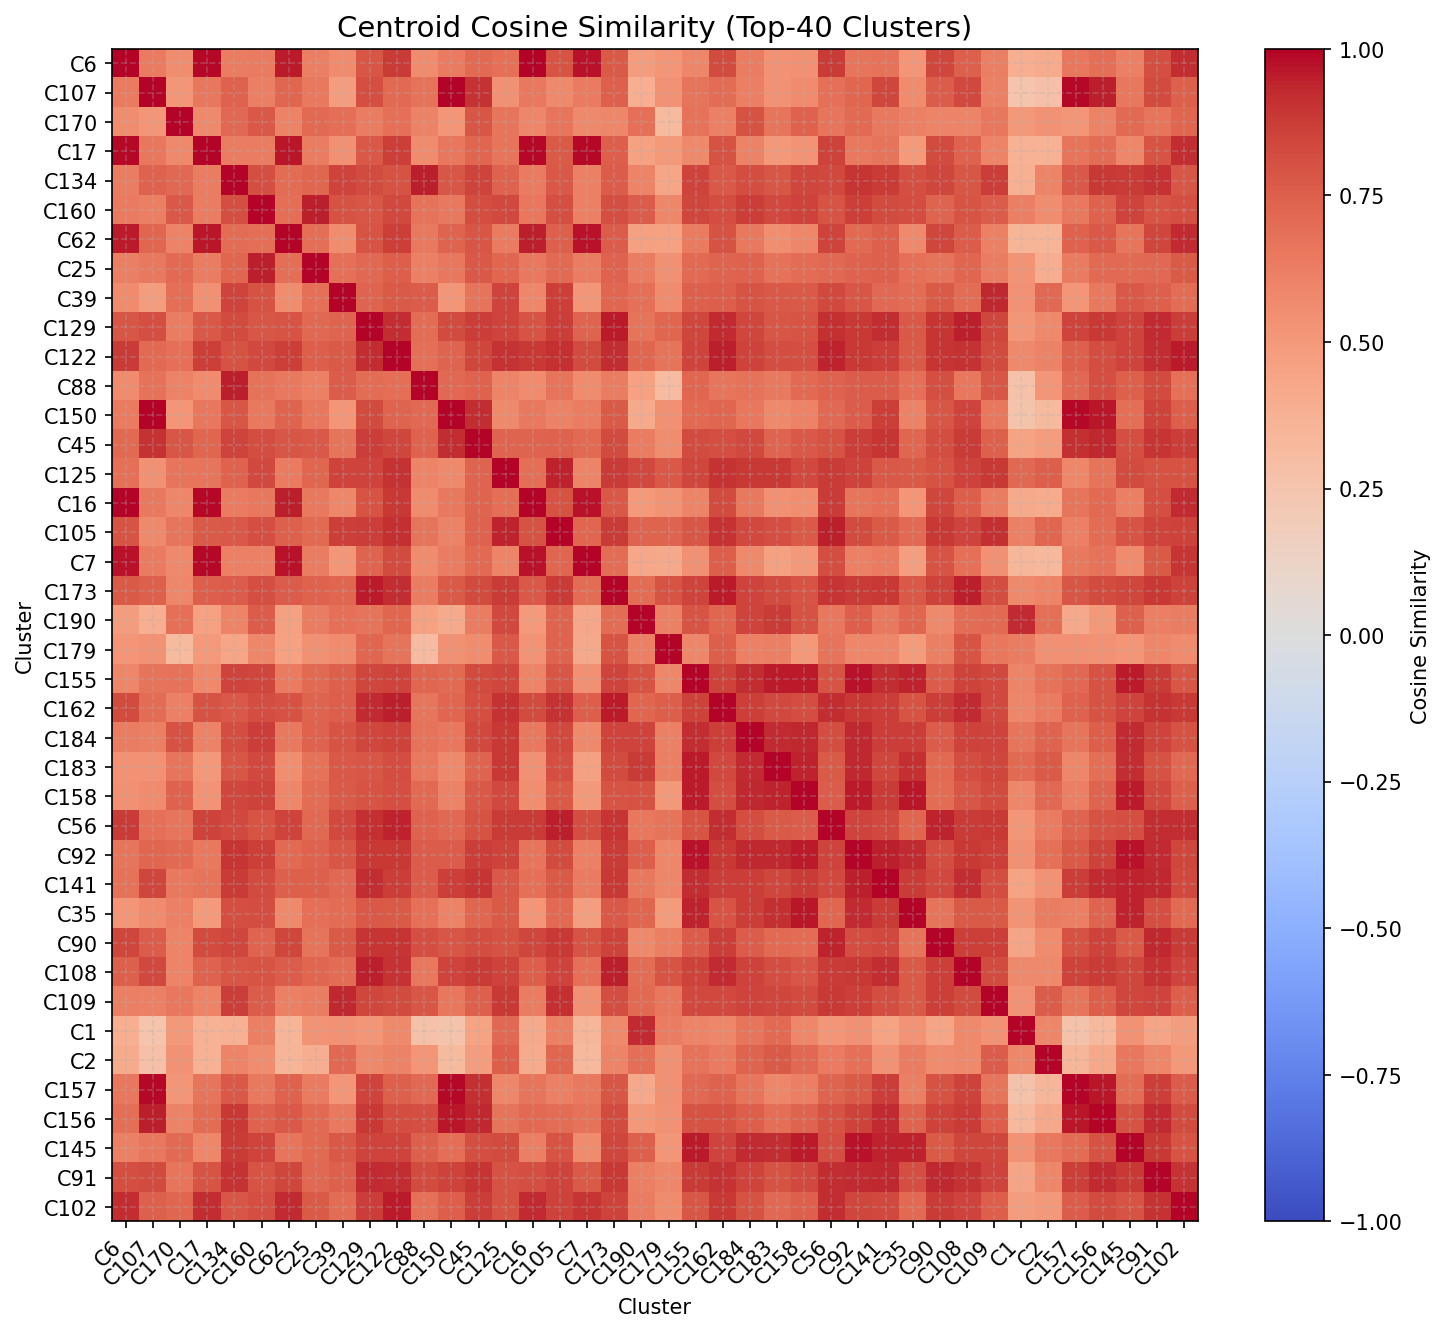 Centroid Cosine Similarity (Top-40 Clusters)
C6
C107
C170
C17
C134
C160
C62
C25
C39
C129
C122
C88
C150
C45
C125
C16
C105
C7
C173
C190
C179
C155
C162
C184
C183
C158
C56
C92
C141
C35
C90
C108
C109
C1
C2
C157
C156
C145
C91
C102
Cluster
C6
C107
C170
C17
C134
C160
C62
C25
C39
C129
C122
C88
C150
C45
C125
C16
C105
C7
C173
C190
C179
C155
C162
C184
C183
C158
C56
C92
C141
C35
C90
C108
C109
C1
C2
C157
C156
C145
C91
C102
Cluster
1.00
0.75
0.50
0.25
0.00
−0.25
−0.50
−0.75
−1.00
Cosine Similarity